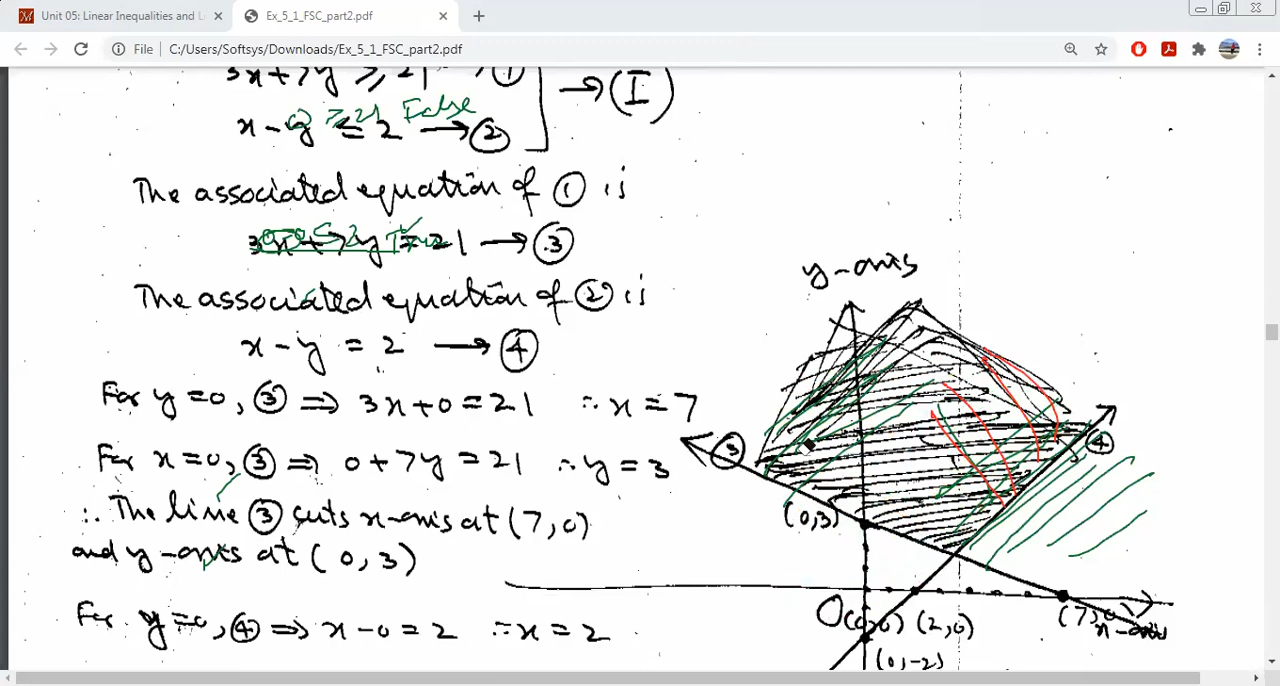 Unit 05: Linear Inequalities and L
Ex_5_1_FSC_part2.pdf
File C:/Users/Softsys/Downloads/Ex_5_1_FSC_part2.pdf
3x+7y ≥ 21 → ①
→ (I)
0 ≥ 21 False
x-y ≤ 2 → ②
The associated equation of ① is
3x+7y = 21 → ③
The associated equation of ② is
x-y = 2 → ④
For y=0, ③ ⇒ 3x+0=21 ∴ x=7
For x=0, ③ ⇒ 0+7y=21 ∴ y=3
∴ The line ③ cuts x-axis at (7,0)
and y-axis at (0,3)
For y=0, ④ ⇒ x-0=2 ∴ x=2
y-axis
③
④
(0,3)
O(0,0) (2,0)
(7,0)
x-axis
(0,-2)